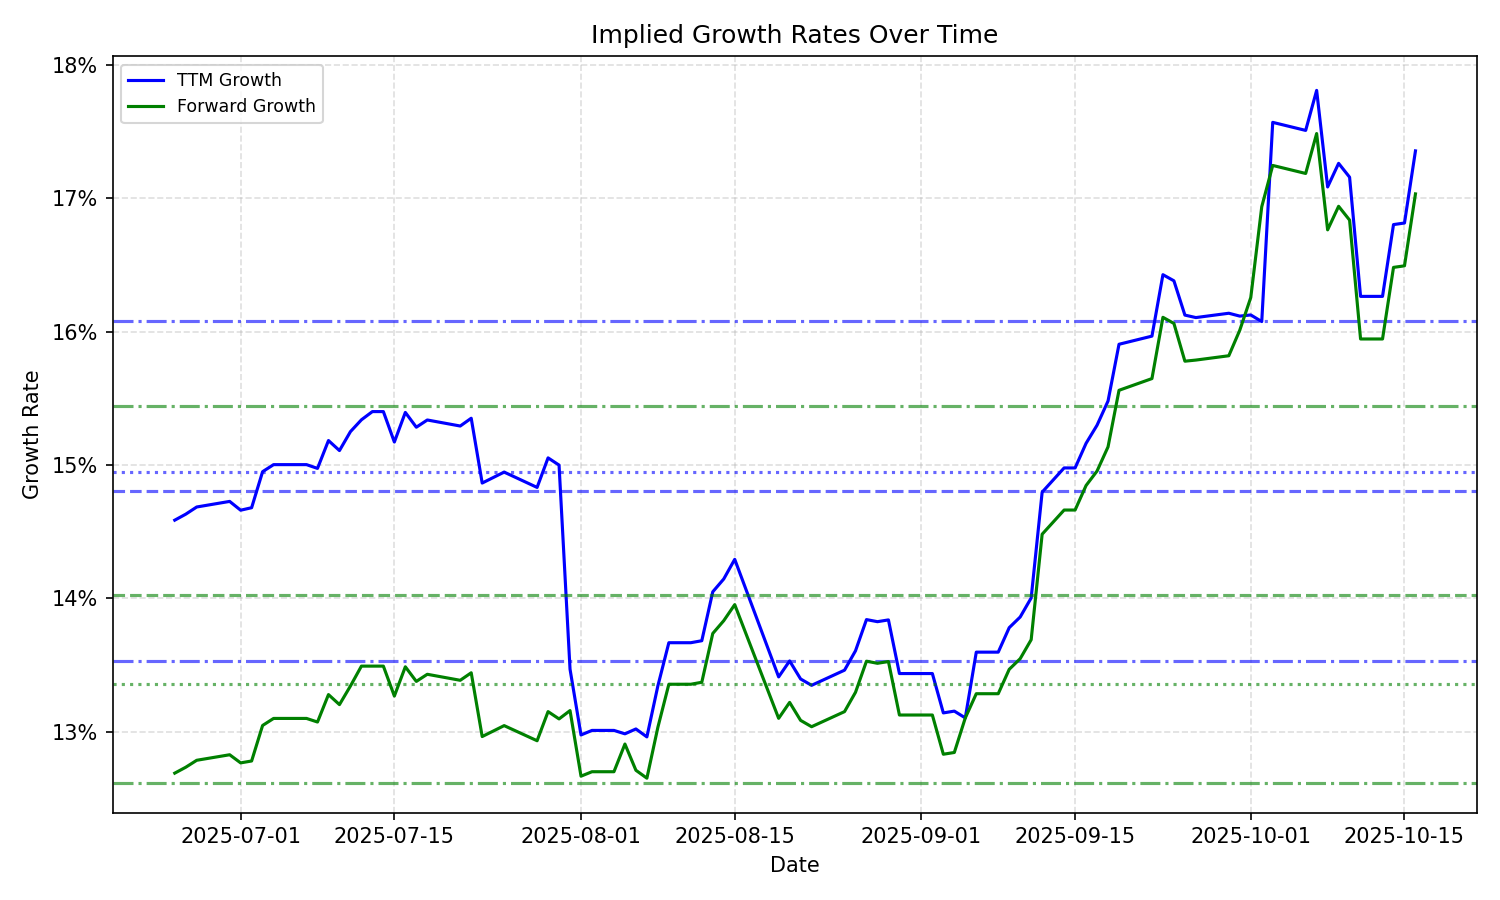 Implied Growth Rates Over Time
TTM Growth
Forward Growth
18%
17%
16%
15%
14%
13%
Growth Rate
2025-07-01
2025-07-15
2025-08-01
2025-08-15
2025-09-01
2025-09-15
2025-10-01
2025-10-15
Date